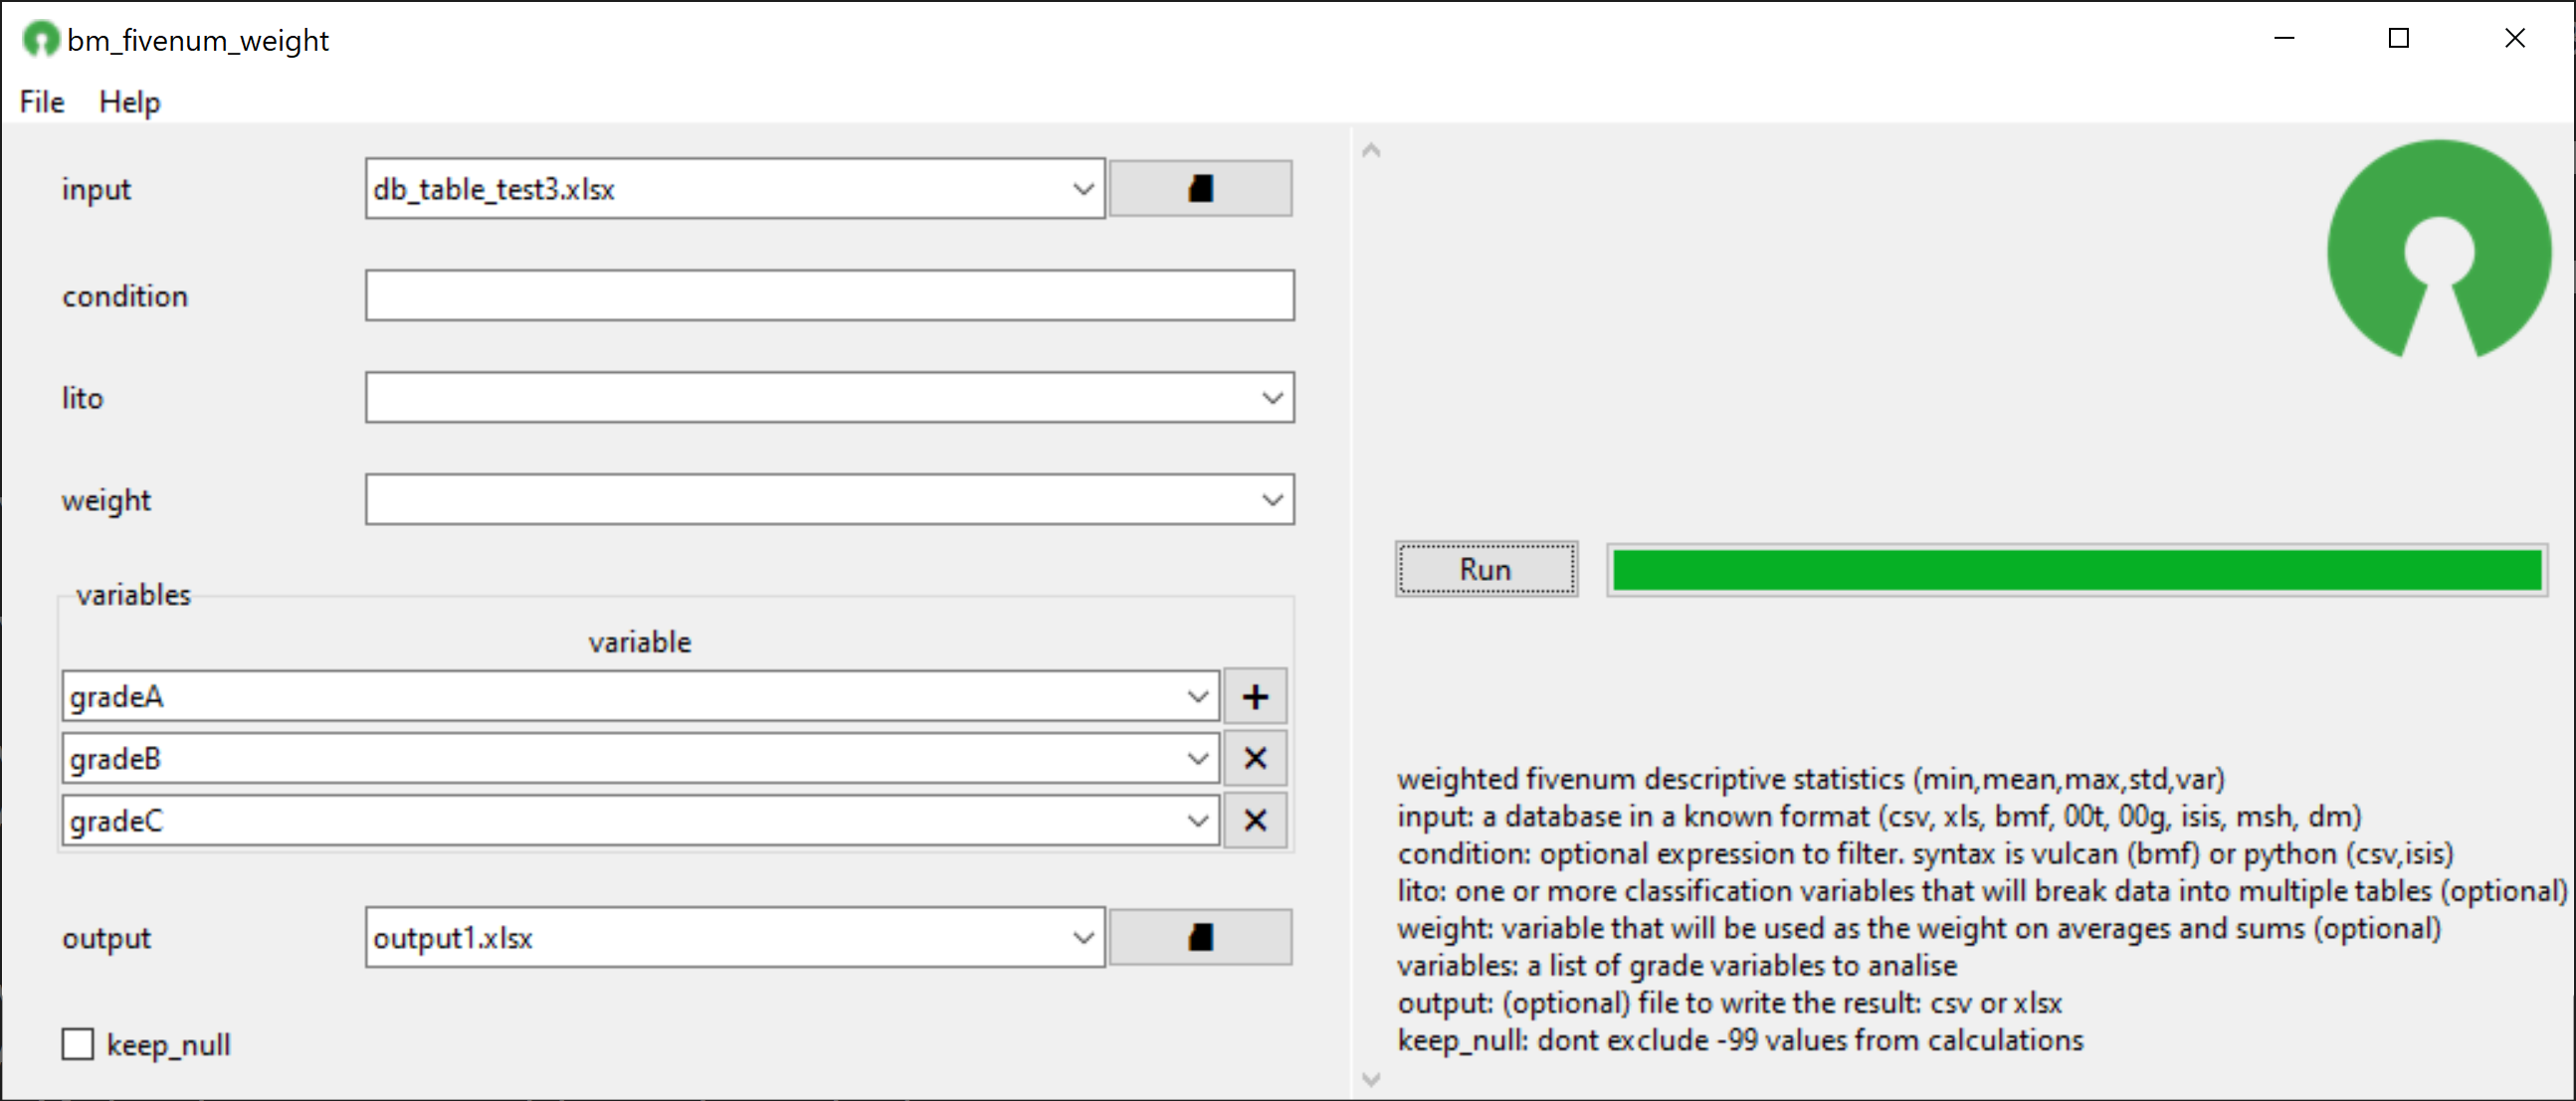 bm_fivenum_weight
File Help
input db_table_test3.xlsx
condition
lito
weight
variables
variable
gradeA
gradeB
gradeC
output output1.xlsx
keep_null
Run
weighted fivenum descriptive statistics (min,mean,max,std,var)
input: a database in a known format (csv, xls, bmf, 00t, 00g, isis, msh, dm)
condition: optional expression to filter. syntax is vulcan (bmf) or python (csv,isis)
lito: one or more classification variables that will break data into multiple tables (optional)
weight: variable that will be used as the weight on averages and sums (optional)
variables: a list of grade variables to analise
output: (optional) file to write the result: csv or xlsx
keep_null: dont exclude -99 values from calculations